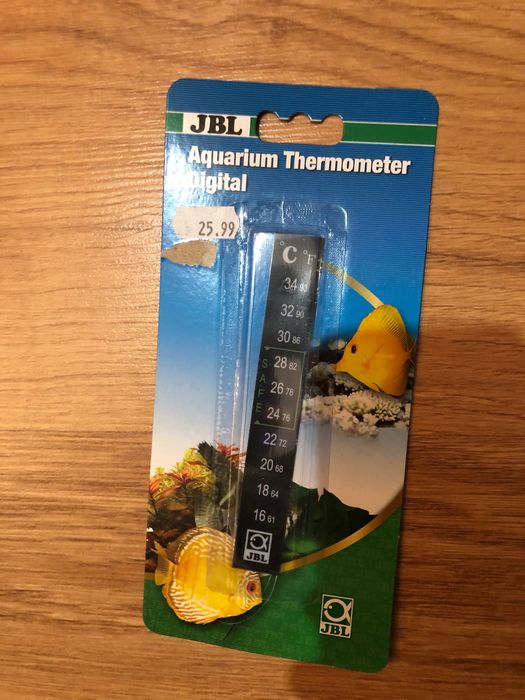 JBL
Aquarium Thermometer
Digital
25.99
°C °F
34 93
32 90
30 86
28 82
26 78
24 76
22 72
20 68
18 64
16 61
SAFE
JBL
JBL